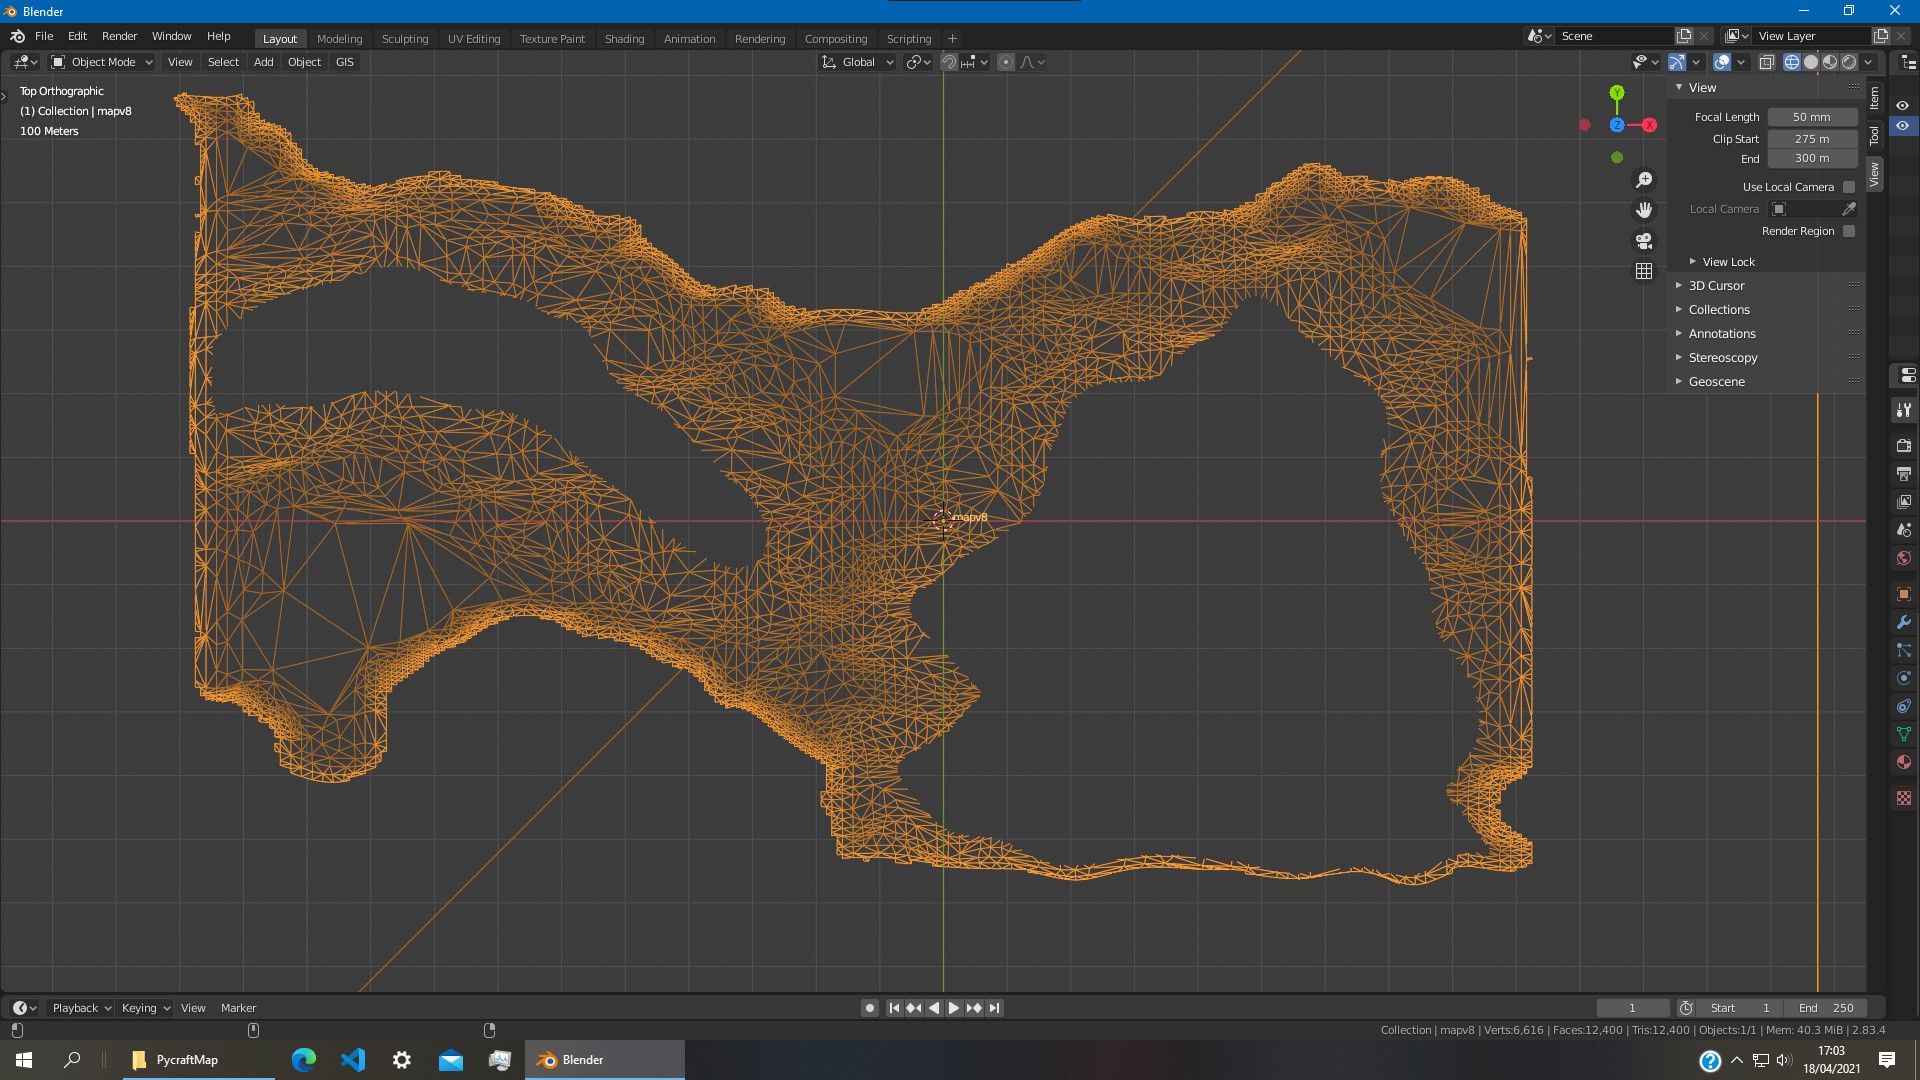 Blender
File Edit Render Window Help
Layout Modeling Sculpting UV Editing Texture Paint Shading Animation Rendering Compositing Scripting +
Scene
View Layer
Object Mode View Select Add Object GIS
Global
Top Orthographic
(1) Collection | mapv8
100 Meters
Y
Z
X
View
Focal Length 50 mm
Clip Start 275 m
End 300 m
Use Local Camera
Local Camera
Render Region
View Lock
3D Cursor
Collections
Annotations
Stereoscopy
Geoscene
Item
Tool
View
mapv8
Playback Keying View Marker
1 Start 1 End 250
Collection | mapv8 | Verts:6,616 | Faces:12,400 | Tris:12,400 | Objects:1/1 | Mem: 40.3 MiB | 2.83.4
PycraftMap
Blender
17:03
18/04/2021